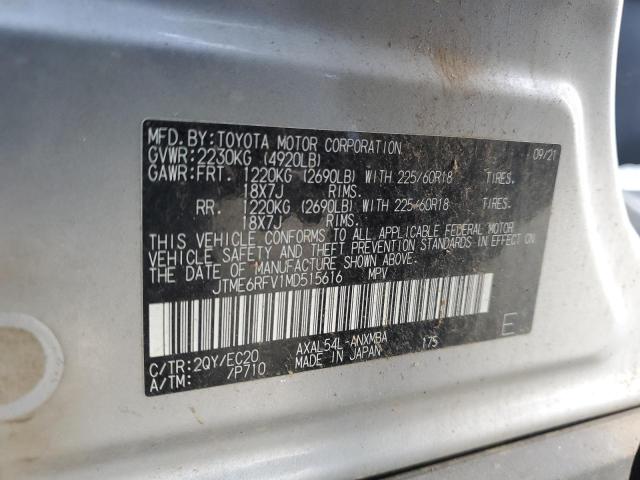 MFD.BY:TOYOTA MOTOR CORPORATION 09/21
GVWR:2230KG (4920LB)
GAWR:FRT. 1220KG (2690LB) WITH 225/60R18 TIRES.
18X7J RIMS.
RR. 1220KG (2690LB) WITH 225/60R18 TIRES.
18X7J RIMS.
THIS VEHICLE CONFORMS TO ALL APPLICABLE FEDERAL MOTOR
VEHICLE SAFETY AND THEFT PREVENTION STANDARDS IN EFFECT
ON THE DATE OF MANUFACTURE SHOWN ABOVE.
JTME6RFV1MD515616 MPV
C/TR:2QY/EC20 AXAL54L-ANXMBA 175 E
A/TM: /P710 MADE IN JAPAN